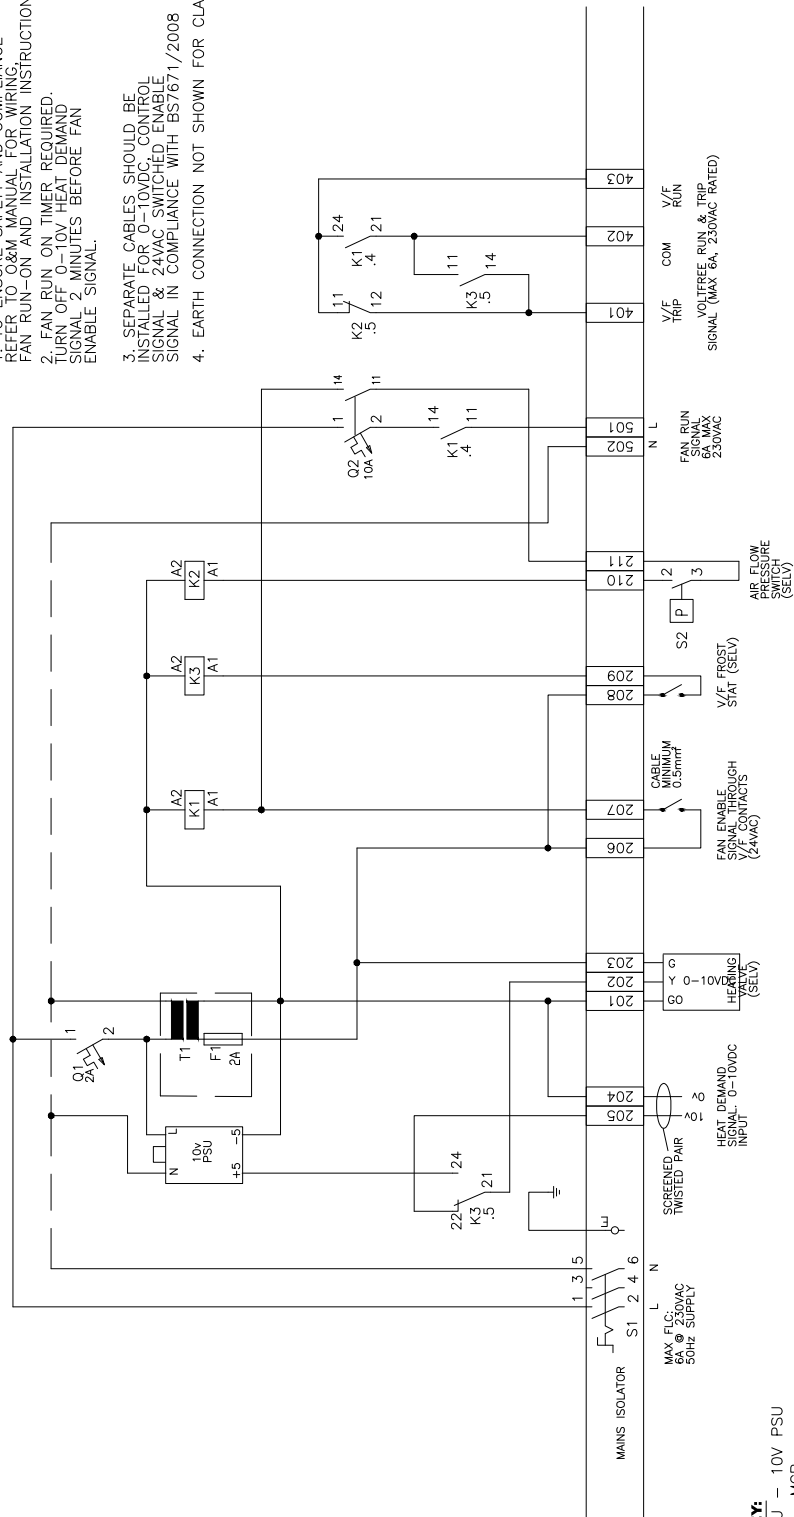 REFER TO O&M MANUAL FOR WIRING,
FAN RUN-ON AND INSTALLATION INSTRUCTION
2. FAN RUN ON TIMER REQUIRED.
TURN OFF 0-10V HEAT DEMAND
SIGNAL 2 MINUTES BEFORE FAN
ENABLE SIGNAL.
3. SEPARATE CABLES SHOULD BE
INSTALLED FOR 0-10VDC, CONTROL
SIGNAL & 24VAC SWITCHED ENABLE
SIGNAL IN COMPLIANCE WITH BS7671/2008
4. EARTH CONNECTION NOT SHOWN FOR CLA
1 3 5
2 4 6
S1
L N
MAINS ISOLATOR
MAX FLC:
6A @ 230VAC
50Hz SUPPLY
E
Q1
2A
1
2
N L
10v
PSU
+5 -5
T1
F1
2A
22 24
21
K3
.5
205
204
10v
0v
SCREENED
TWISTED PAIR
HEAT DEMAND
SIGNAL. 0-10VDC
INPUT
201
202
203
G0
Y 0-10VD
G
HEATING
VALVE
(SELV)
A2
K1
A1
206
207
FAN ENABLE
SIGNAL THROUGH
V/F CONTACTS
(24VAC)
CABLE
MINIMUM
0.5mm²
A2
K3
A1
208
209
V/F FROST
STAT (SELV)
A2
K2
A1
210
211
2
3
P
S2
AIR FLOW
PRESSURE
SWITCH
(SELV)
Q2
10A
1
2
14
11
14
11
K1
.4
502
501
N L
FAN RUN
SIGNAL
6A MAX
230VAC
11
12
K2
.5
24
21
K1
.4
11
14
K3
.5
401
402
403
V/F
TRIP
COM
V/F
RUN
VOLTFREE RUN & TRIP
SIGNAL (MAX 6A, 230VAC RATED)
Y:
U - 10V PSU